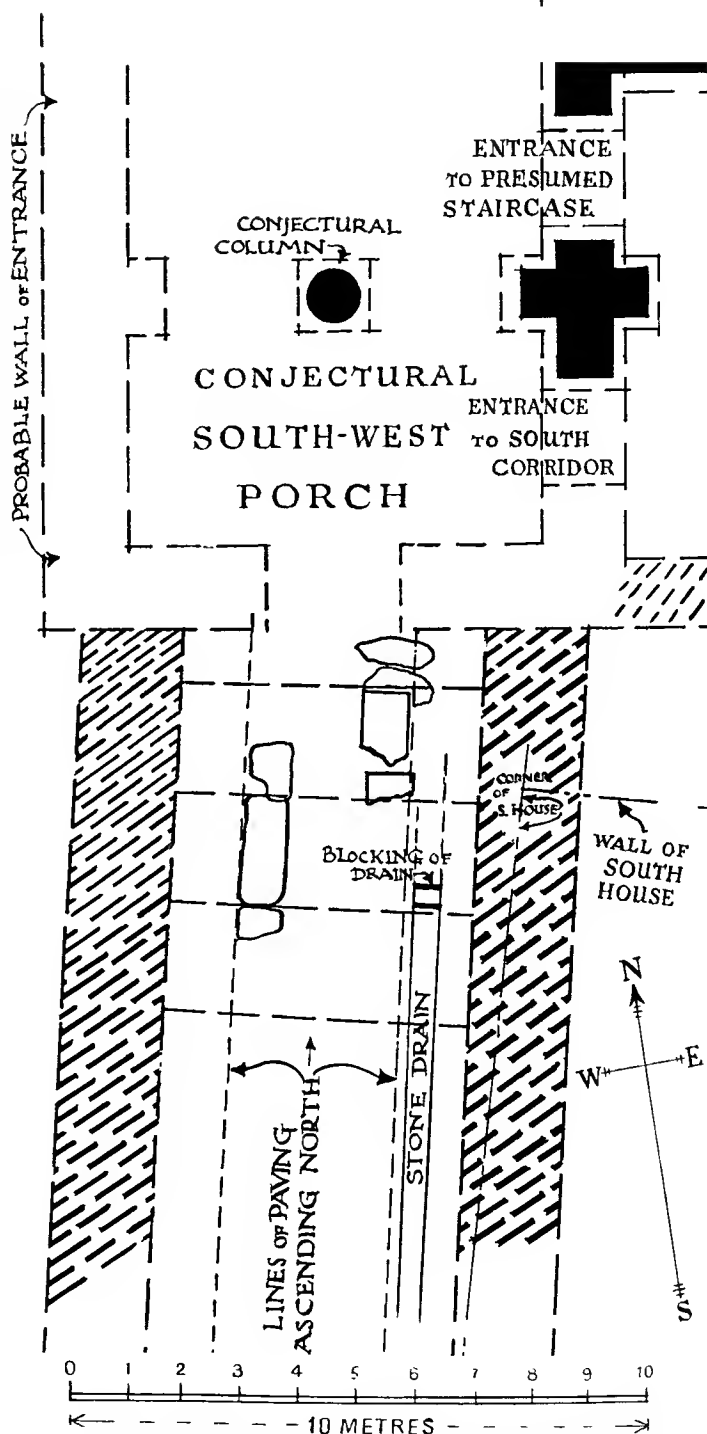 PROBABLE WALL OF ENTRANCE
ENTRANCE
TO PRESUMED
STAIRCASE
CONJECTURAL
COLUMN
CONJECTURAL
SOUTH-WEST
PORCH
ENTRANCE
TO SOUTH
CORRIDOR
CORNER
OF
S. HOUSE
WALL OF
SOUTH
HOUSE
BLOCKING OF
DRAIN
N
W
E
S
STONE DRAIN
LINES OF PAVING
ASCENDING NORTH
0 1 2 3 4 5 6 7 8 9 10
10 METRES